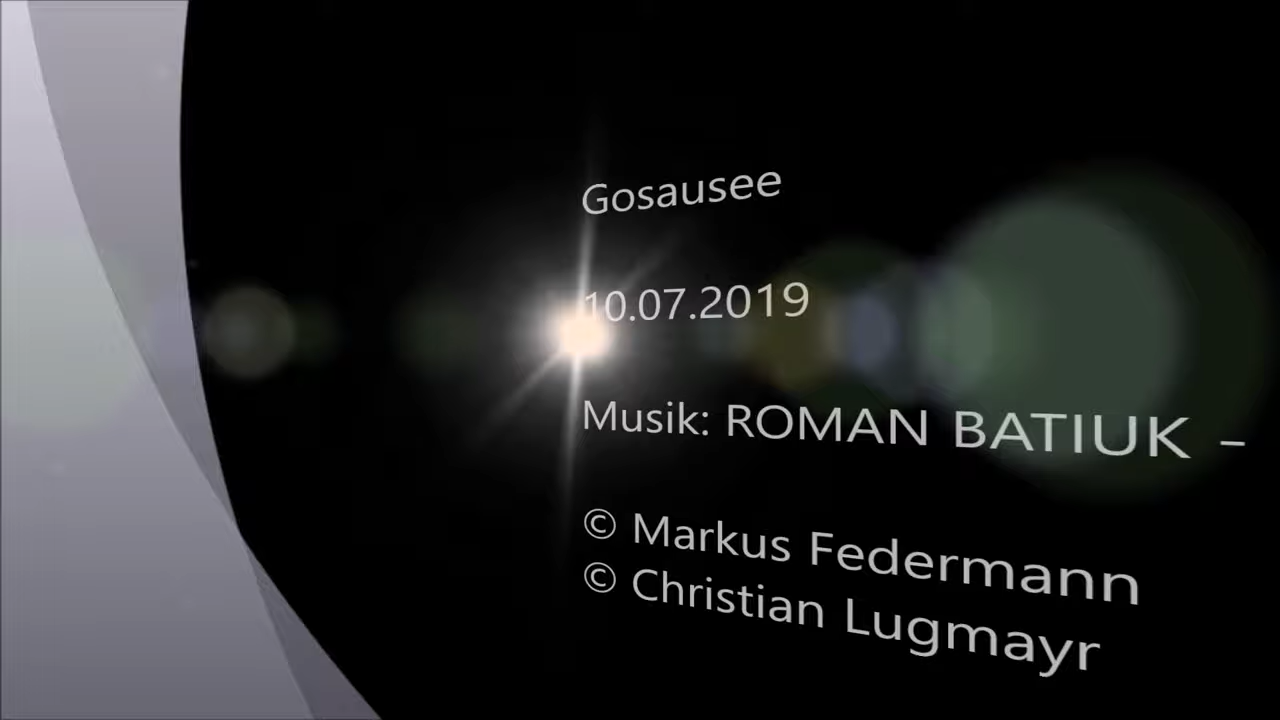 Gosausee
10.07.2019
Musik: ROMAN BATIUK -
© Markus Federmann
© Christian Lugmayr